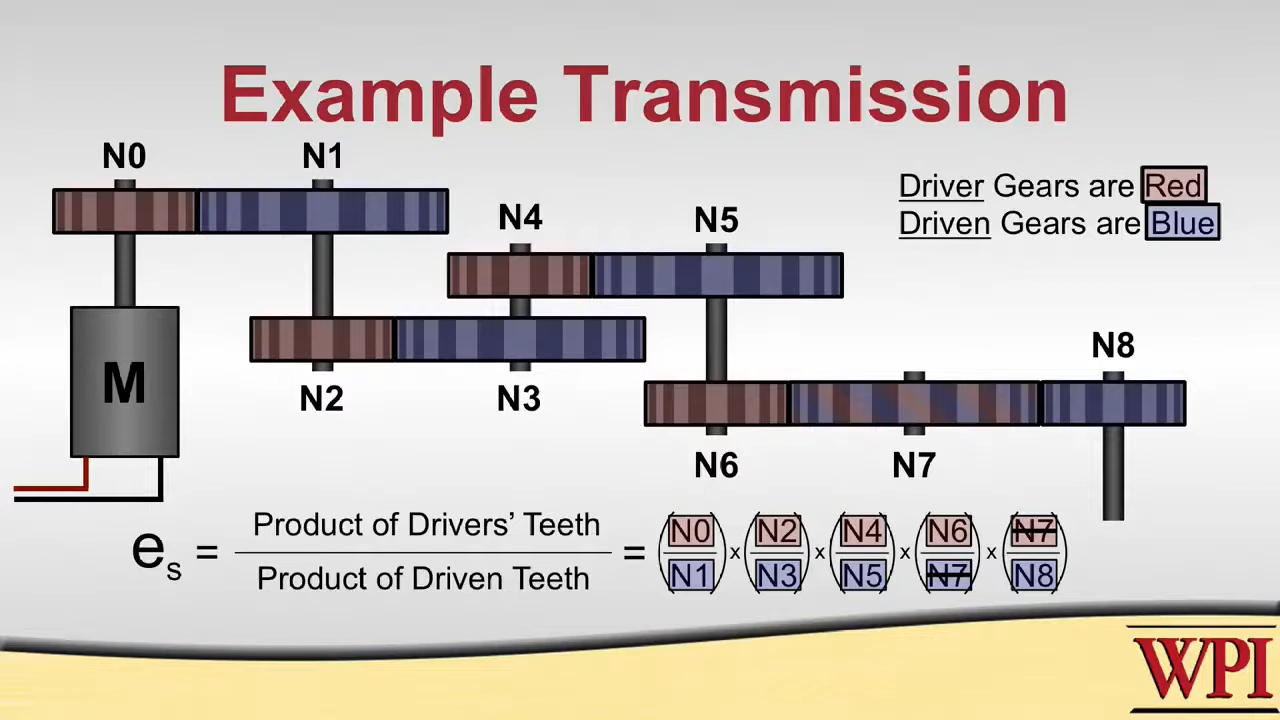 Example Transmission
N0 N1
Driver Gears are Red
Driven Gears are Blue
N4 N5
N8
M
N2 N3
N6 N7
Product of Drivers' Teeth
es = = (N0/N1) x (N2/N3) x (N4/N5) x (N6/N7) x (N7/N8)
Product of Driven Teeth
WPI